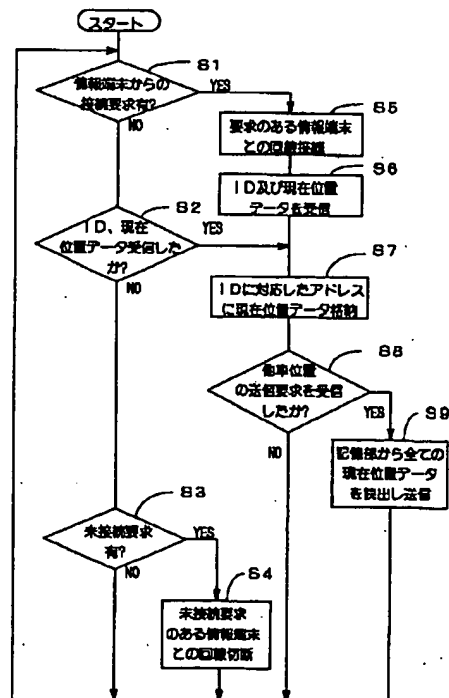 スタート
S1
情報端末からの
接続要求有?
YES
NO
S5
要求のある情報端末
との回線接続
S6
ID及び現在位置
データを受信
S2
ID、現在
位置データ受信した
か?
YES
NO
S7
IDに対応したアドレス
に現在位置データ格納
S8
他車位置
の送信要求を受信
したか?
YES
NO
S9
記憶部から全ての
現在位置データ
を読出し送信
S3
未接続要求
有?
YES
NO
S4
未接続要求
のある情報端末
との回線切断